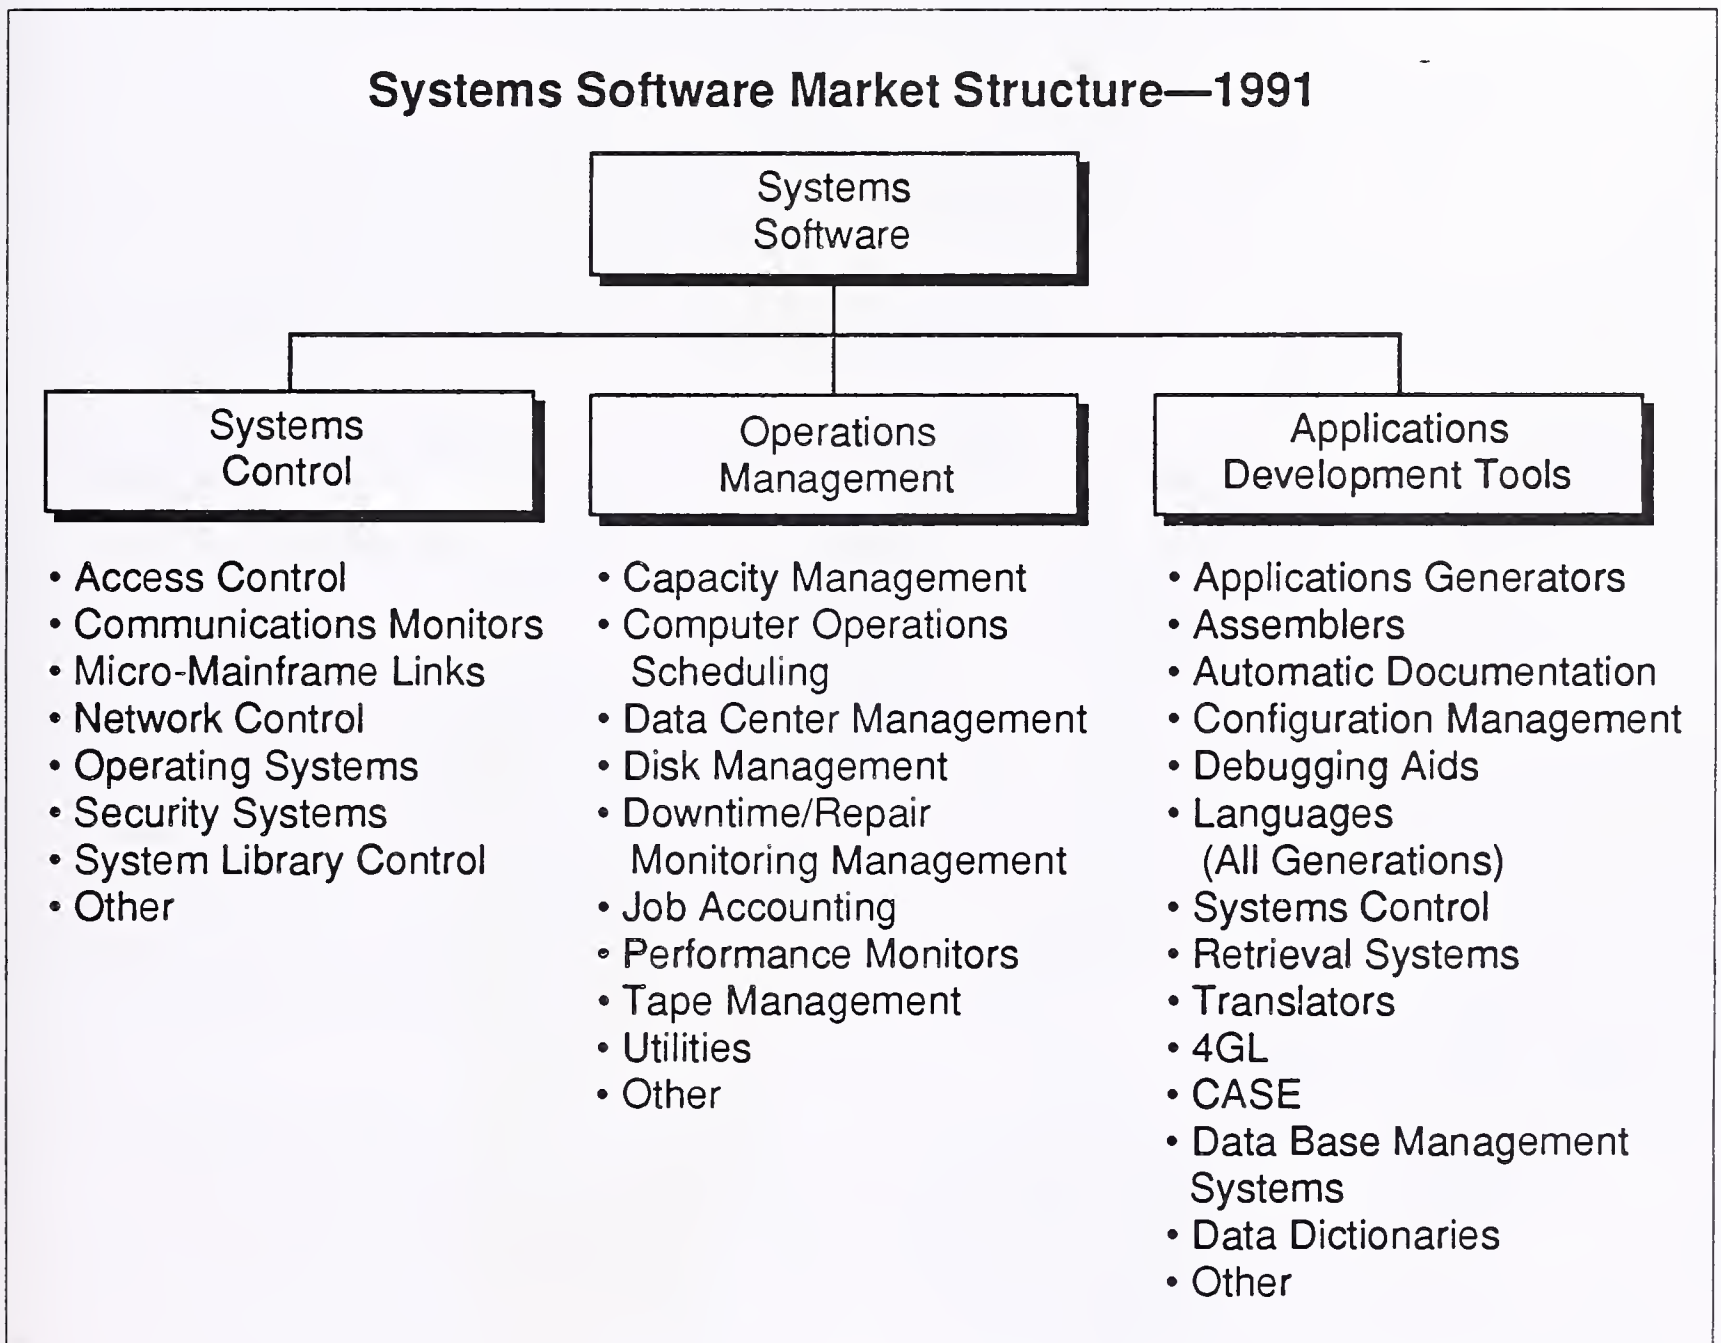 Systems Software Market Structure—1991
Systems
Software
Systems
Control
• Access Control
• Communications Monitors
• Micro-Mainframe Links
• Network Control
• Operating Systems
• Security Systems
• System Library Control
• Other
Operations
Management
• Capacity Management
• Computer Operations
Scheduling
• Data Center Management
• Disk Management
• Downtime/Repair
Monitoring Management
• Job Accounting
• Performance Monitors
• Tape Management
• Utilities
• Other
Applications
Development Tools
• Applications Generators
• Assemblers
• Automatic Documentation
• Configuration Management
• Debugging Aids
• Languages
(All Generations)
• Systems Control
• Retrieval Systems
• Translators
• 4GL
• CASE
• Data Base Management
Systems
• Data Dictionaries
• Other